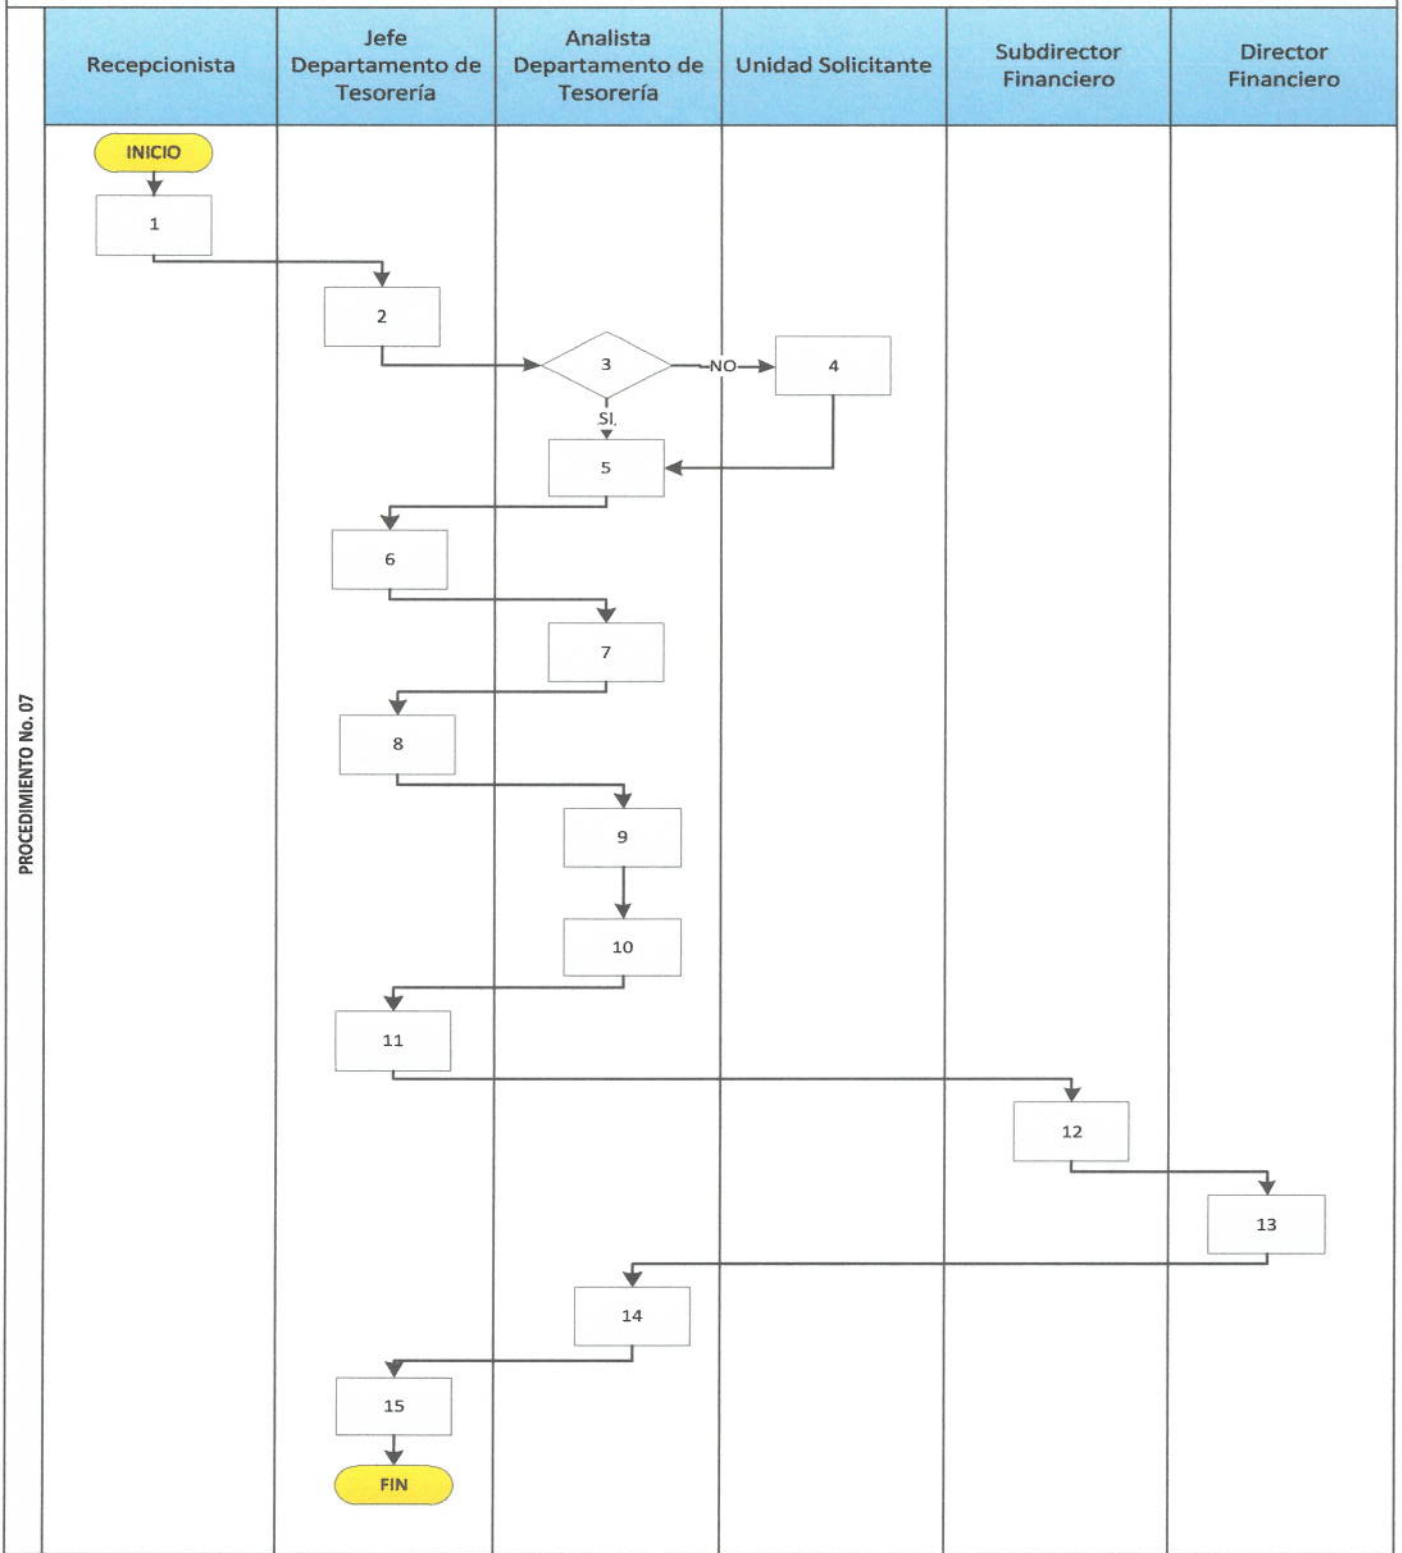 Recepcionista
Jefe
Departamento de
Tesorería
Analista
Departamento de
Tesorería
Unidad Solicitante
Subdirector
Financiero
Director
Financiero
PROCEDIMIENTO No. 07
INICIO
1
2
3
NO
4
SI
5
6
7
8
9
10
11
12
13
14
15
FIN